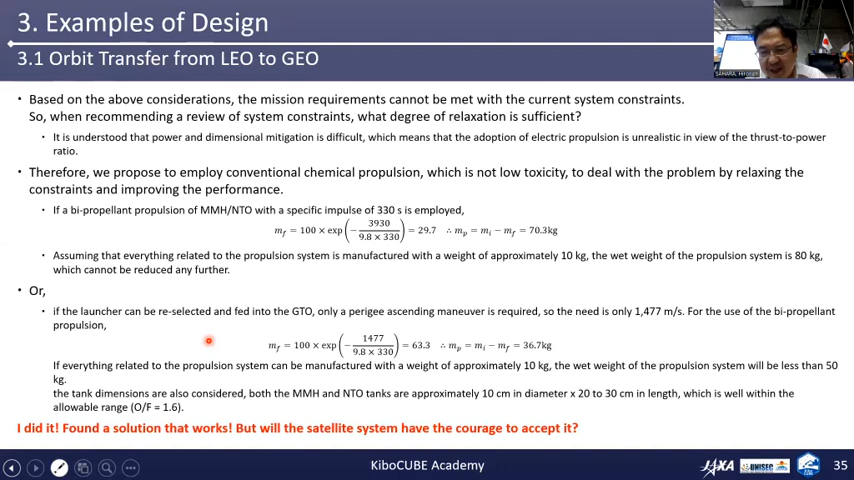 3. Examples of Design
3.1 Orbit Transfer from LEO to GEO
• Based on the above considerations, the mission requirements cannot be met with the current system constraints.
So, when recommending a review of system constraints, what degree of relaxation is sufficient?
• It is understood that power and dimensional mitigation is difficult, which means that the adoption of electric propulsion is unrealistic in view of the thrust-to-power
ratio.
• Therefore, we propose to employ conventional chemical propulsion, which is not low toxicity, to deal with the problem by relaxing the
constraints and improving the performance.
• If a bi-propellant propulsion of MMH/NTO with a specific impulse of 330 s is employed,
m_f = 100 × exp(−3930/(9.8 × 330)) = 29.7 ∴ m_p = m_i − m_f = 70.3kg
• Assuming that everything related to the propulsion system is manufactured with a weight of approximately 10 kg, the wet weight of the propulsion system is 80 kg,
which cannot be reduced any further.
• Or,
• if the launcher can be re-selected and fed into the GTO, only a perigee ascending maneuver is required, so the need is only 1,477 m/s. For the use of the bi-propellant
propulsion,
m_f = 100 × exp(−1477/(9.8 × 330)) = 63.3 ∴ m_p = m_i − m_f = 36.7kg
If everything related to the propulsion system can be manufactured with a weight of approximately 10 kg, the wet weight of the propulsion system will be less than 50
kg.
the tank dimensions are also considered, both the MMH and NTO tanks are approximately 10 cm in diameter x 20 to 30 cm in length, which is well within the
allowable range (O/F = 1.6).
I did it! Found a solution that works! But will the satellite system have the courage to accept it?
KiboCUBE Academy
JAXA
UNISEC
35